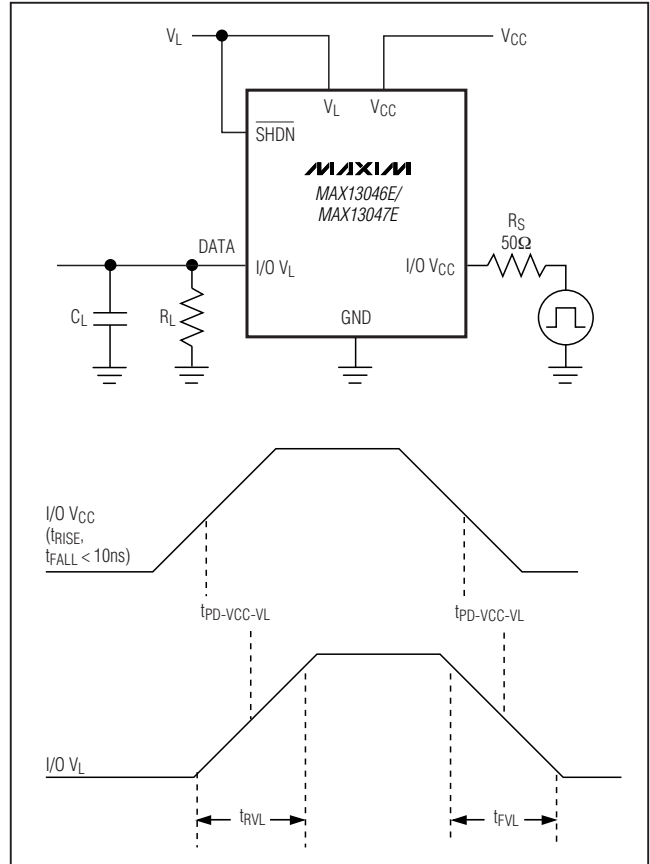 VL
VCC
VL VCC
SHDN
MAXIM
MAX13046E/
MAX13047E
RS
50Ω
DATA
I/O VL
I/O VCC
CL
RL
GND
I/O VCC
(tRISE,
tFALL < 10ns)
tPD-VCC-VL
tPD-VCC-VL
I/O VL
tRVL
tFVL